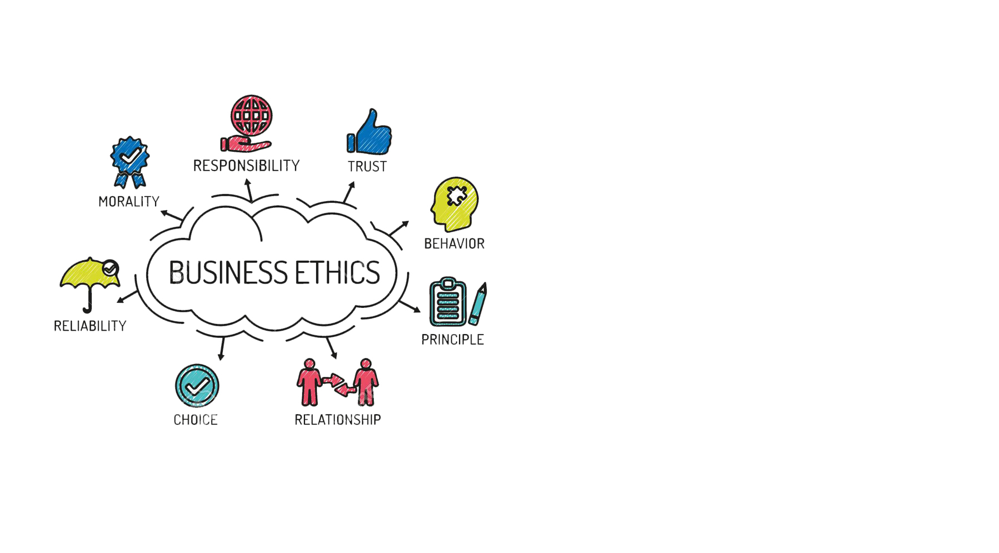 RESPONSIBILITY
TRUST
MORALITY
BEHAVIOR
BUSINESS ETHICS
RELIABILITY
PRINCIPLE
CHOICE
RELATIONSHIP